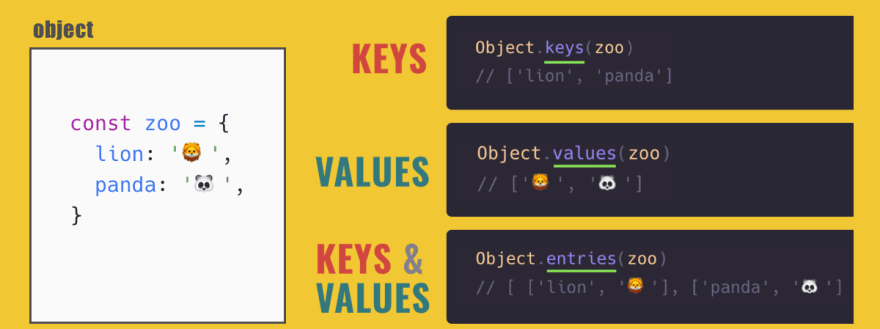 object
const zoo = {
lion: '🦁 ',
panda: '🐼 ',
}
KEYS
Object.keys(zoo)
// ['lion', 'panda']
VALUES
Object.values(zoo)
// ['🦁 ', '🐼 ']
KEYS &
VALUES
Object.entries(zoo)
// [ ['lion', '🦁 '], ['panda', '🐼 ']